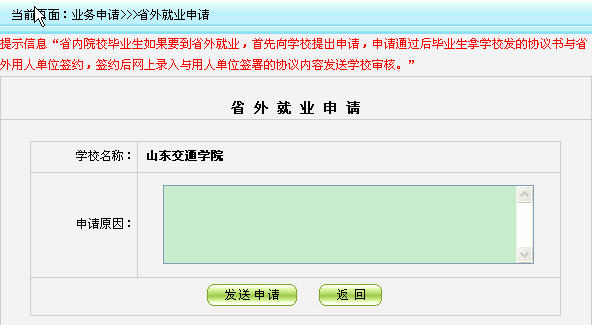 当前页面：业务申请>>>省外就业申请
提示信息“省内院校毕业生如果要到省外就业，首先向学校提出申请，申请通过后毕业生拿学校发的协议书与省
外用人单位签约，签约后网上录入与用人单位签署的协议内容发送学校审核。”
省外就业申请
学校名称： 山东交通学院
申请原因：
发送申请 返回